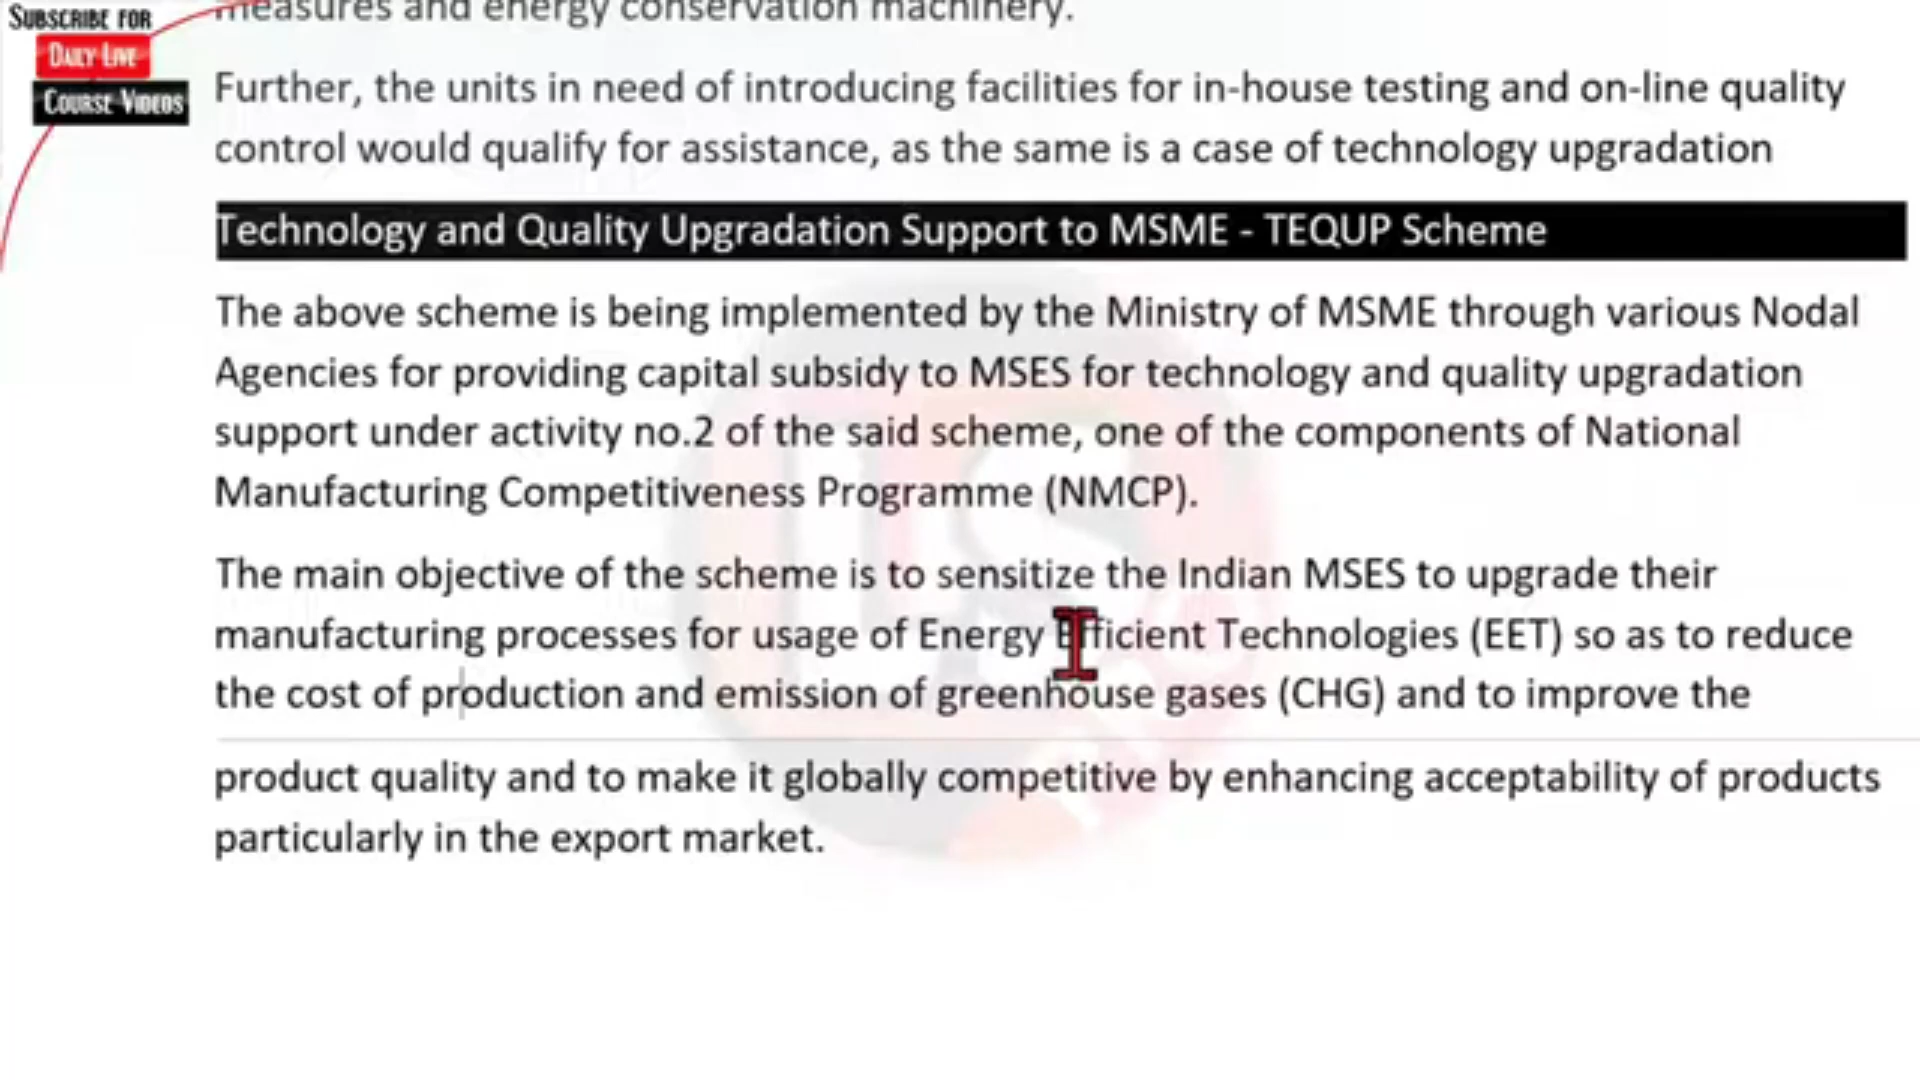 SUBSCRIBE FOR
DAILY LIVE
COURSE VIDEOS
measures and energy conservation machinery.
Further, the units in need of introducing facilities for in-house testing and on-line quality
control would qualify for assistance, as the same is a case of technology upgradation
Technology and Quality Upgradation Support to MSME - TEQUP Scheme
The above scheme is being implemented by the Ministry of MSME through various Nodal
Agencies for providing capital subsidy to MSES for technology and quality upgradation
support under activity no.2 of the said scheme, one of the components of National
Manufacturing Competitiveness Programme (NMCP).
The main objective of the scheme is to sensitize the Indian MSES to upgrade their
manufacturing processes for usage of Energy Efficient Technologies (EET) so as to reduce
the cost of production and emission of greenhouse gases (CHG) and to improve the
product quality and to make it globally competitive by enhancing acceptability of products
particularly in the export market.